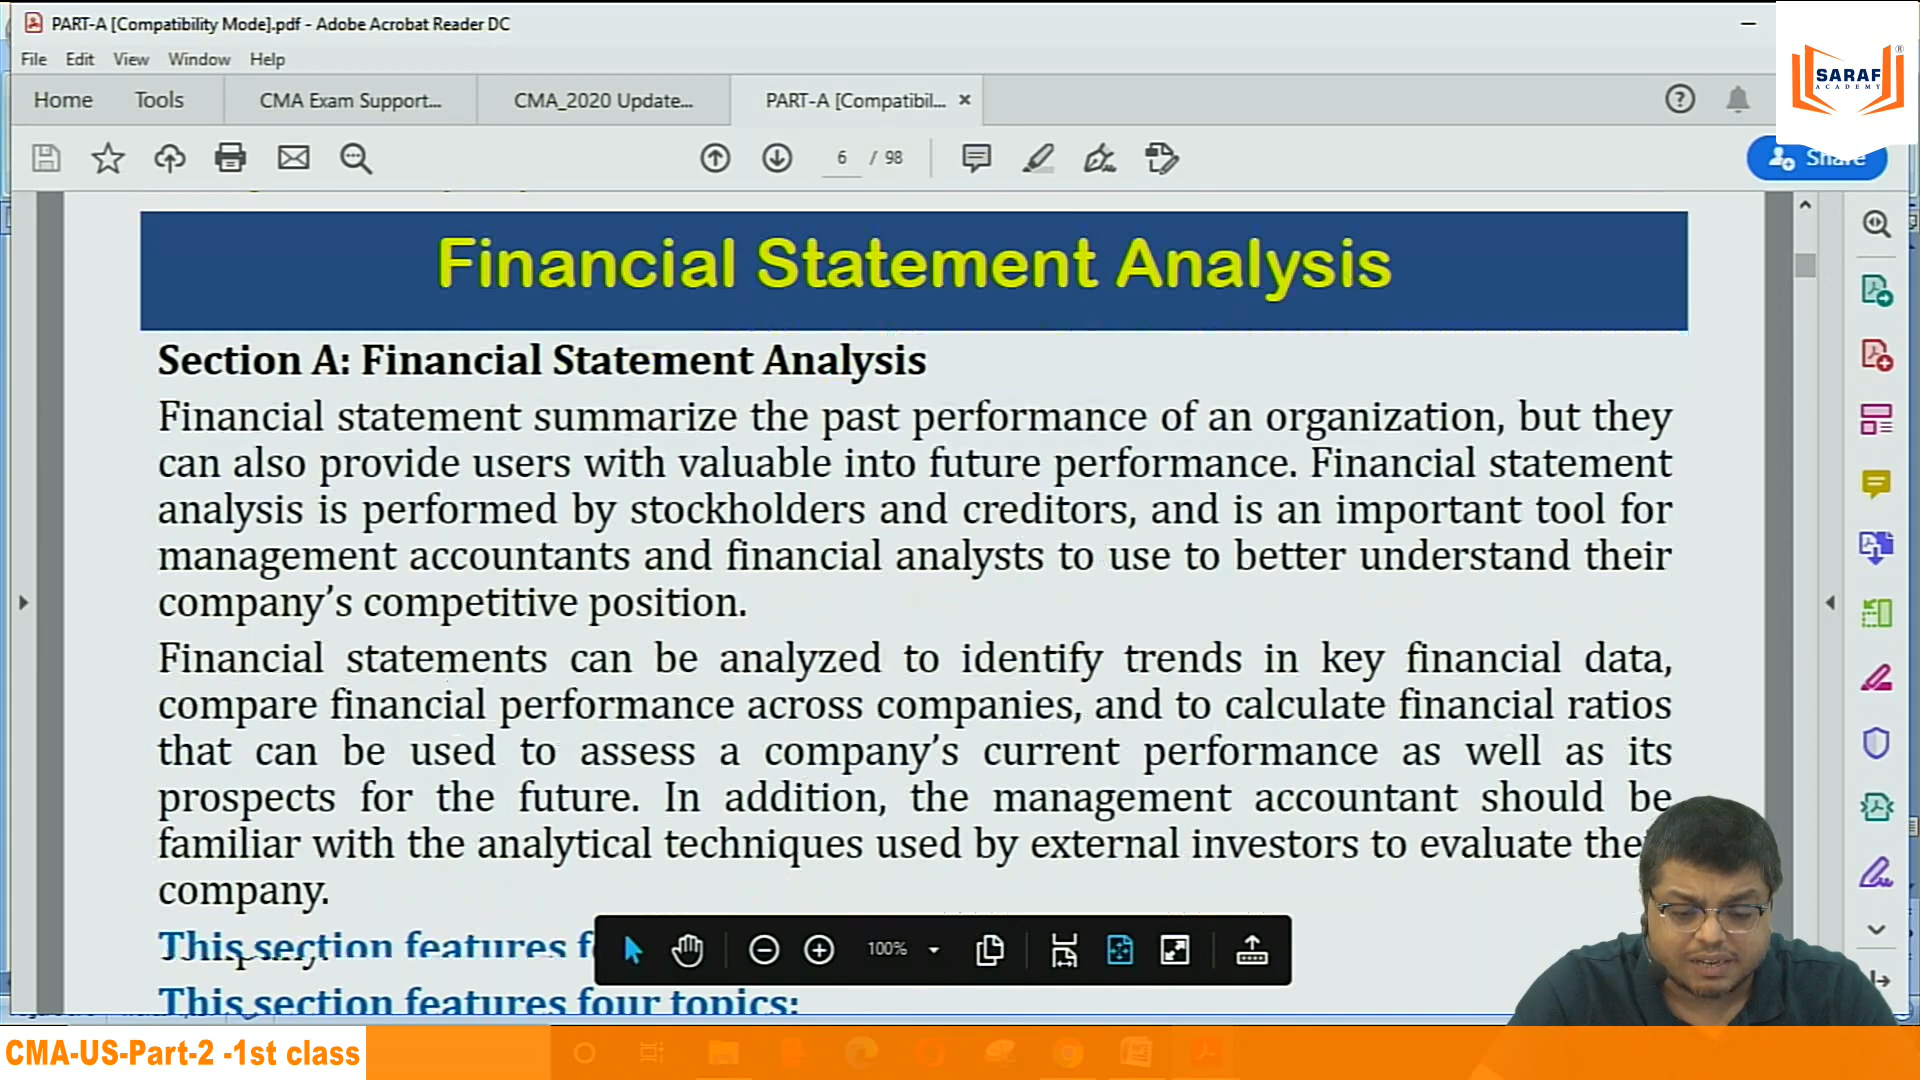 PART-A [Compatibility Mode].pdf - Adobe Acrobat Reader DC
File Edit View Window Help
Home Tools CMA Exam Support... CMA_2020 Update... PART-A [Compatibil...
6 / 98
Share
SARAF
ACADEMY
Financial Statement Analysis
Section A: Financial Statement Analysis
Financial statement summarize the past performance of an organization, but they
can also provide users with valuable into future performance. Financial statement
analysis is performed by stockholders and creditors, and is an important tool for
management accountants and financial analysts to use to better understand their
company’s competitive position.
Financial statements can be analyzed to identify trends in key financial data,
compare financial performance across companies, and to calculate financial ratios
that can be used to assess a company’s current performance as well as its
prospects for the future. In addition, the management accountant should be
familiar with the analytical techniques used by external investors to evaluate their
company.
This section features
100%
This section features four topics:
CMA-US-Part-2 -1st class